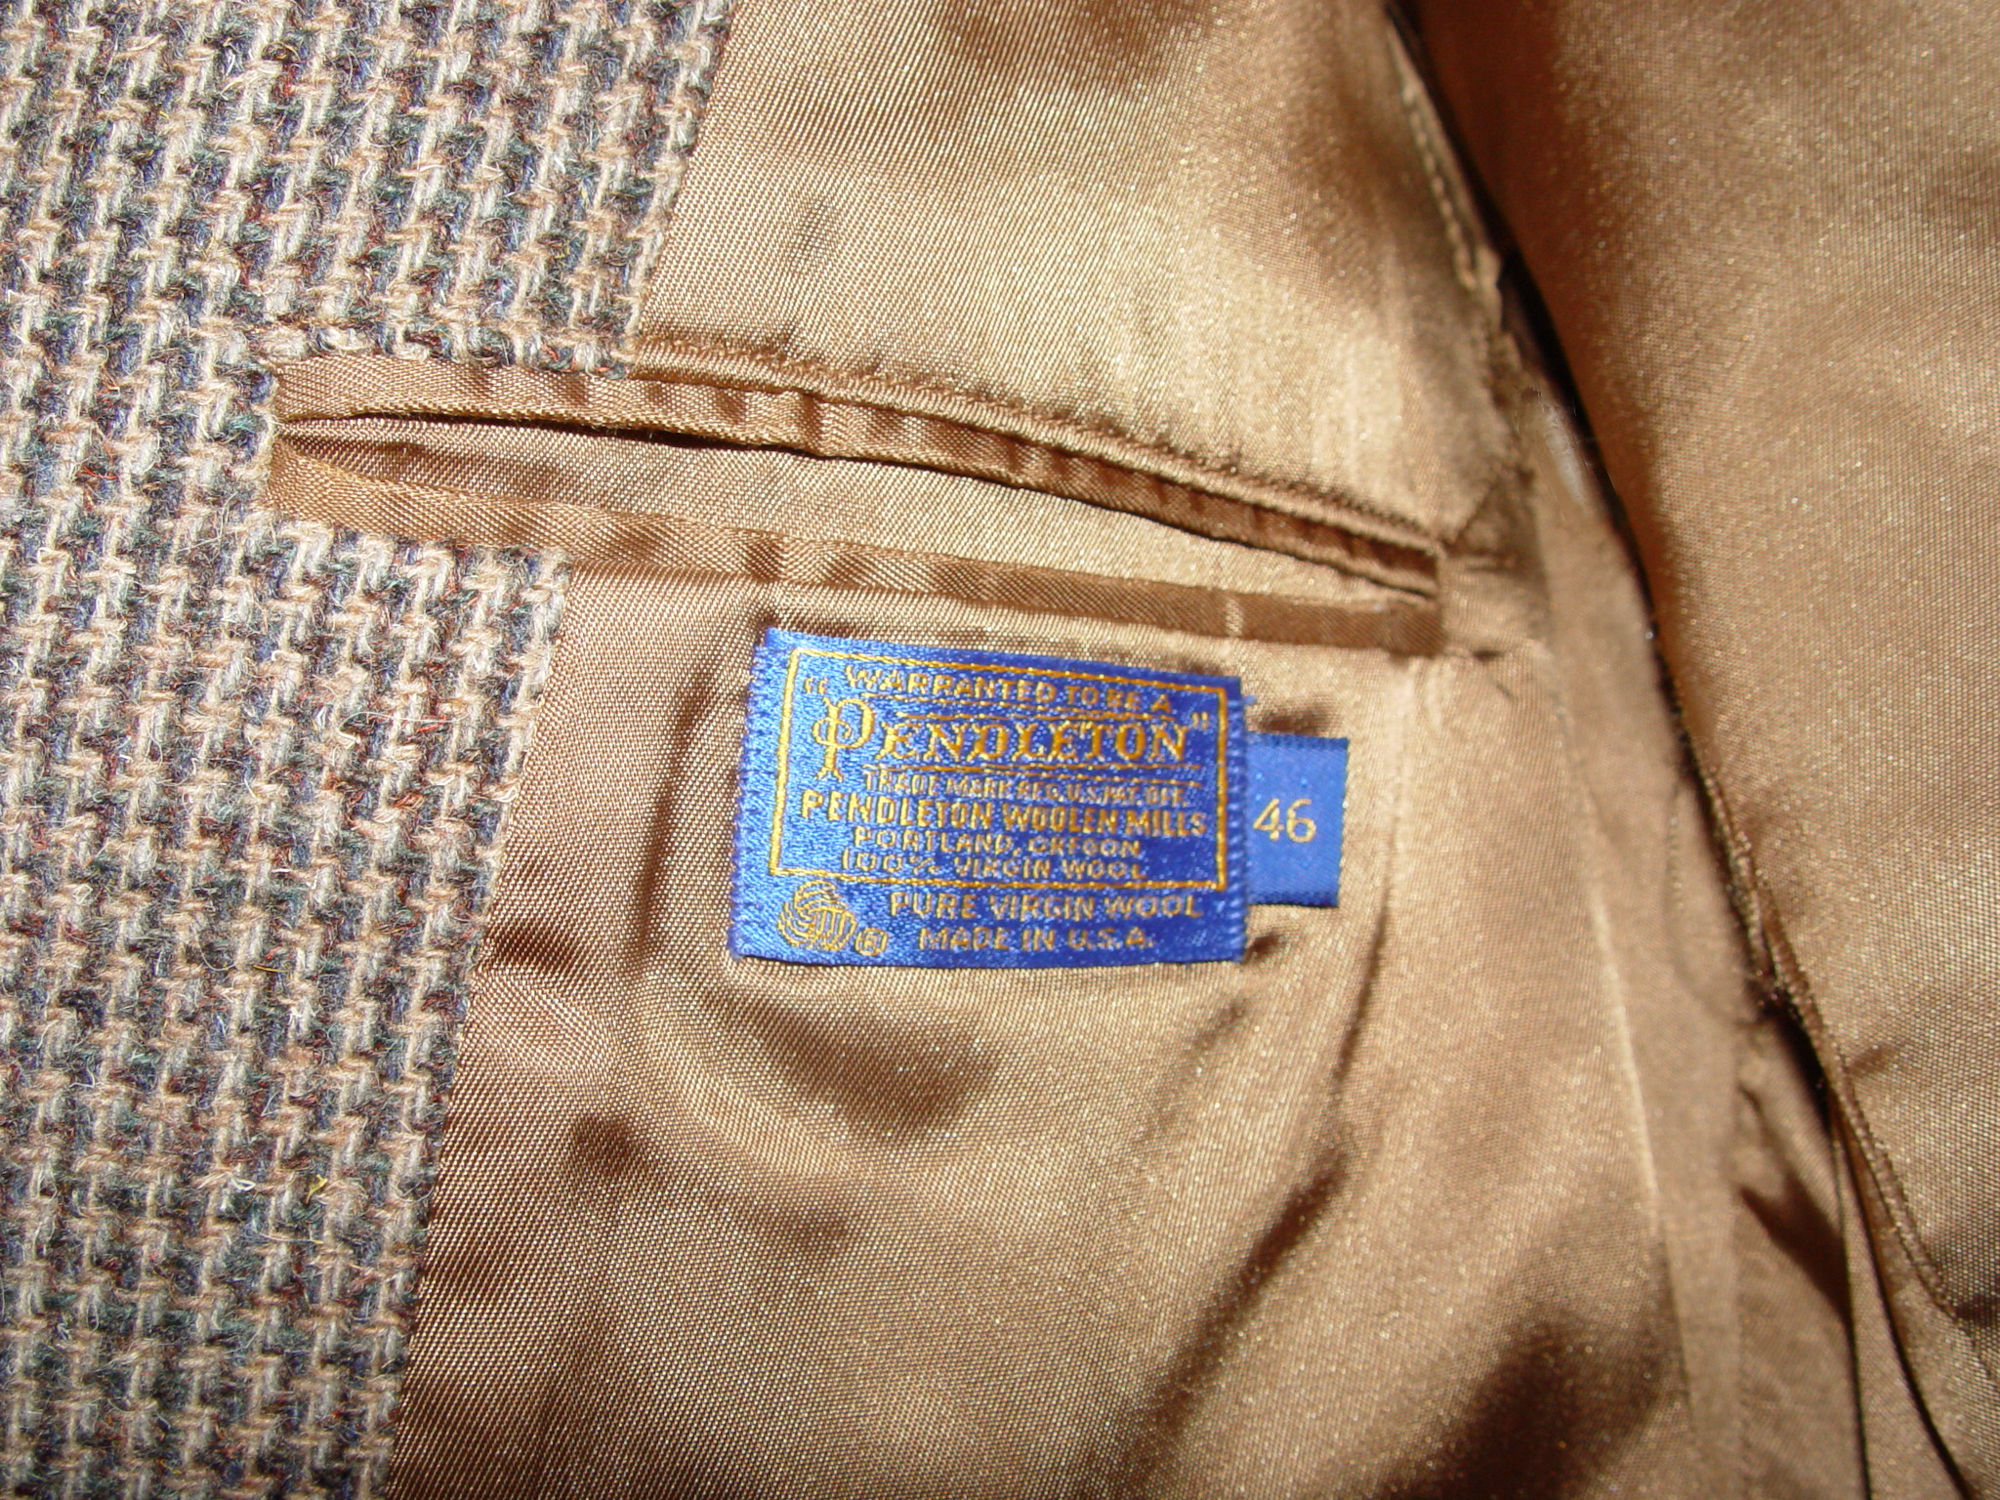 "WARRANTED TO BE A
PENDLETON"
TRADE MARK REG. U.S. PAT. OFF.
PENDLETON WOOLEN MILLS
PORTLAND, OREGON
100% VIRGIN WOOL
PURE VIRGIN WOOL
® MADE IN U.S.A.
46